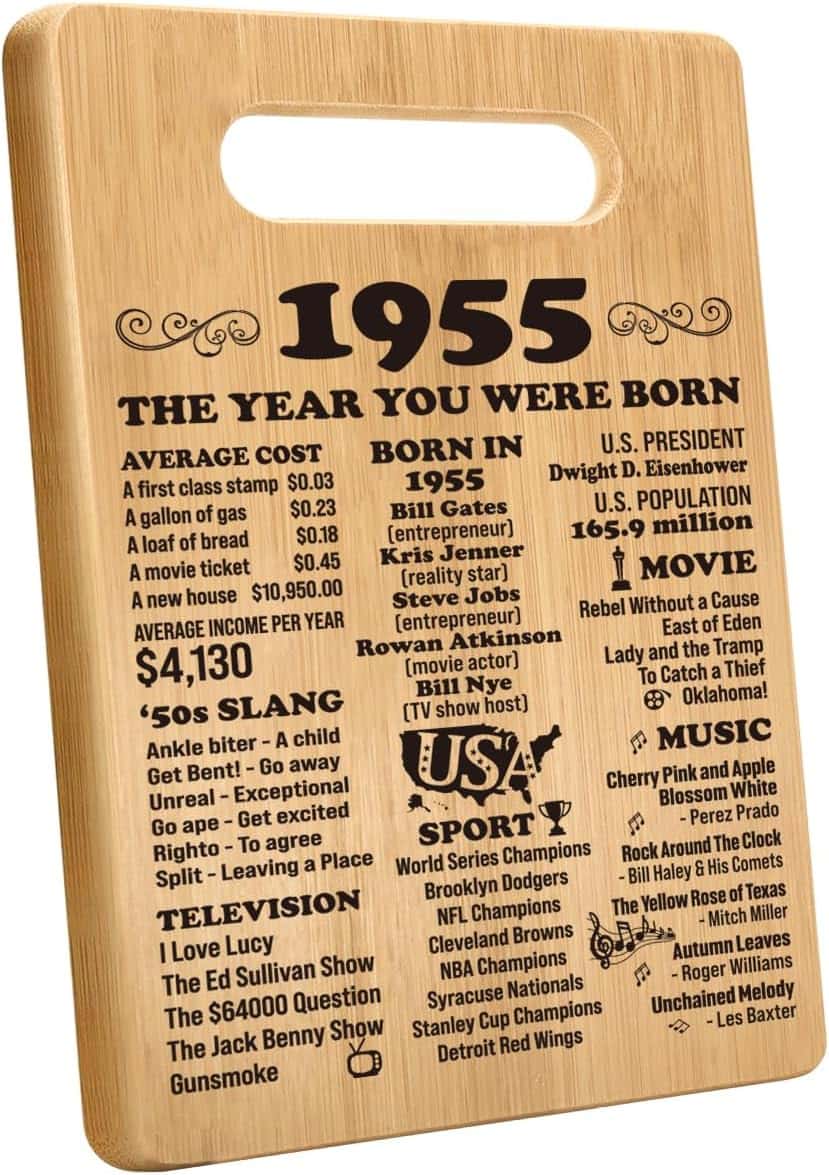 1955
THE YEAR YOU WERE BORN
AVERAGE COST
A first class stamp $0.03
A gallon of gas $0.23
A loaf of bread $0.18
A movie ticket $0.45
A new house $10,950.00
AVERAGE INCOME PER YEAR
$4,130
‘50s SLANG
Ankle biter - A child
Get Bent! - Go away
Unreal - Exceptional
Go ape - Get excited
Righto - To agree
Split - Leaving a Place
TELEVISION
I Love Lucy
The Ed Sullivan Show
The $64000 Question
The Jack Benny Show
Gunsmoke
BORN IN
1955
Bill Gates
(entrepreneur)
Kris Jenner
(reality star)
Steve Jobs
(entrepreneur)
Rowan Atkinson
(movie actor)
Bill Nye
(TV show host)
USA
SPORT
World Series Champions
Brooklyn Dodgers
NFL Champions
Cleveland Browns
NBA Champions
Syracuse Nationals
Stanley Cup Champions
Detroit Red Wings
U.S. PRESIDENT
Dwight D. Eisenhower
U.S. POPULATION
165.9 million
MOVIE
Rebel Without a Cause
East of Eden
Lady and the Tramp
To Catch a Thief
Oklahoma!
MUSIC
Cherry Pink and Apple
Blossom White
- Perez Prado
Rock Around The Clock
- Bill Haley & His Comets
The Yellow Rose of Texas
- Mitch Miller
Autumn Leaves
- Roger Williams
Unchained Melody
- Les Baxter